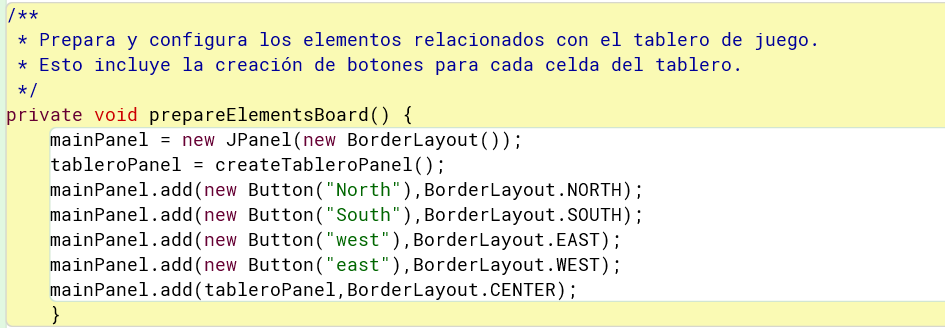 /**
 * Prepara y configura los elementos relacionados con el tablero de juego.
 * Esto incluye la creación de botones para cada celda del tablero.
 */
private void prepareElementsBoard() {
    mainPanel = new JPanel(new BorderLayout());
    tableroPanel = createTableroPanel();
    mainPanel.add(new Button("North"),BorderLayout.NORTH);
    mainPanel.add(new Button("South"),BorderLayout.SOUTH);
    mainPanel.add(new Button("west"),BorderLayout.EAST);
    mainPanel.add(new Button("east"),BorderLayout.WEST);
    mainPanel.add(tableroPanel,BorderLayout.CENTER);
    }